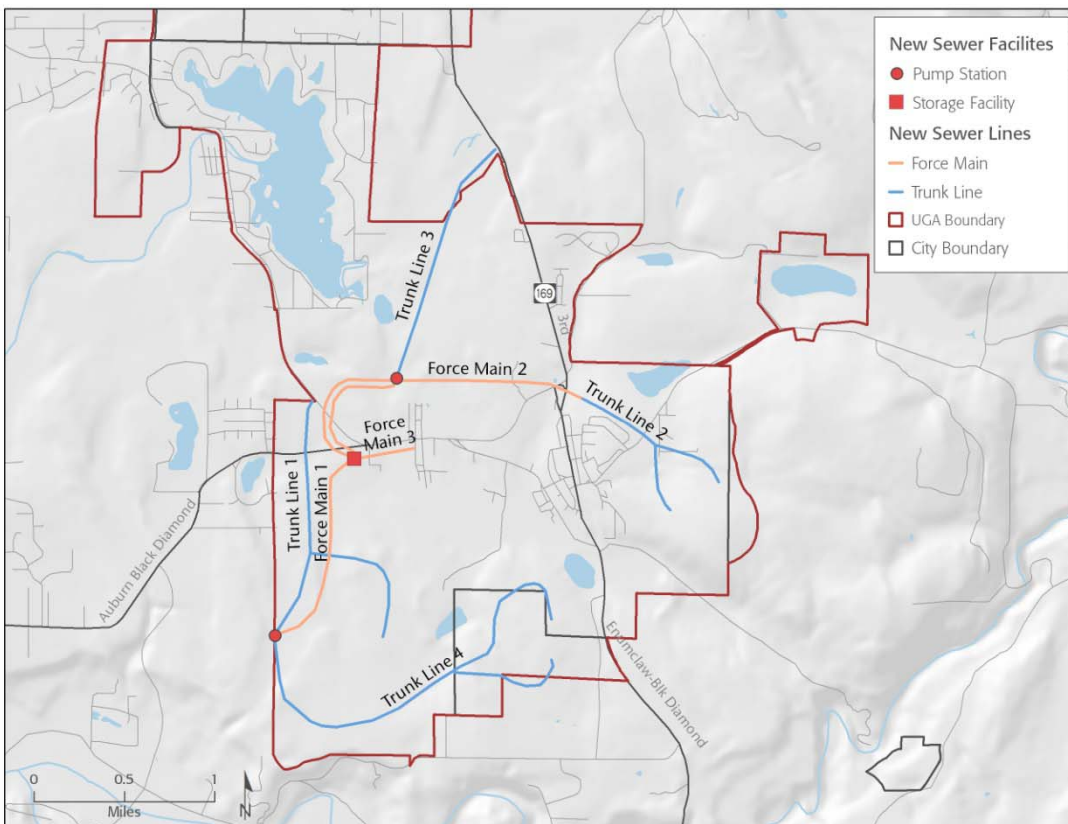 New Sewer Facilites
Pump Station
Storage Facility
New Sewer Lines
Force Main
Trunk Line
UGA Boundary
City Boundary
Trunk Line 3
169
3rd
Force Main 2
Trunk Line 2
Force
Main 3
Trunk Line 1
Force Main 1
Auburn Black Diamond
Trunk Line 4
Enumclaw-Blk Diamond
0 0.5 1
Miles
N